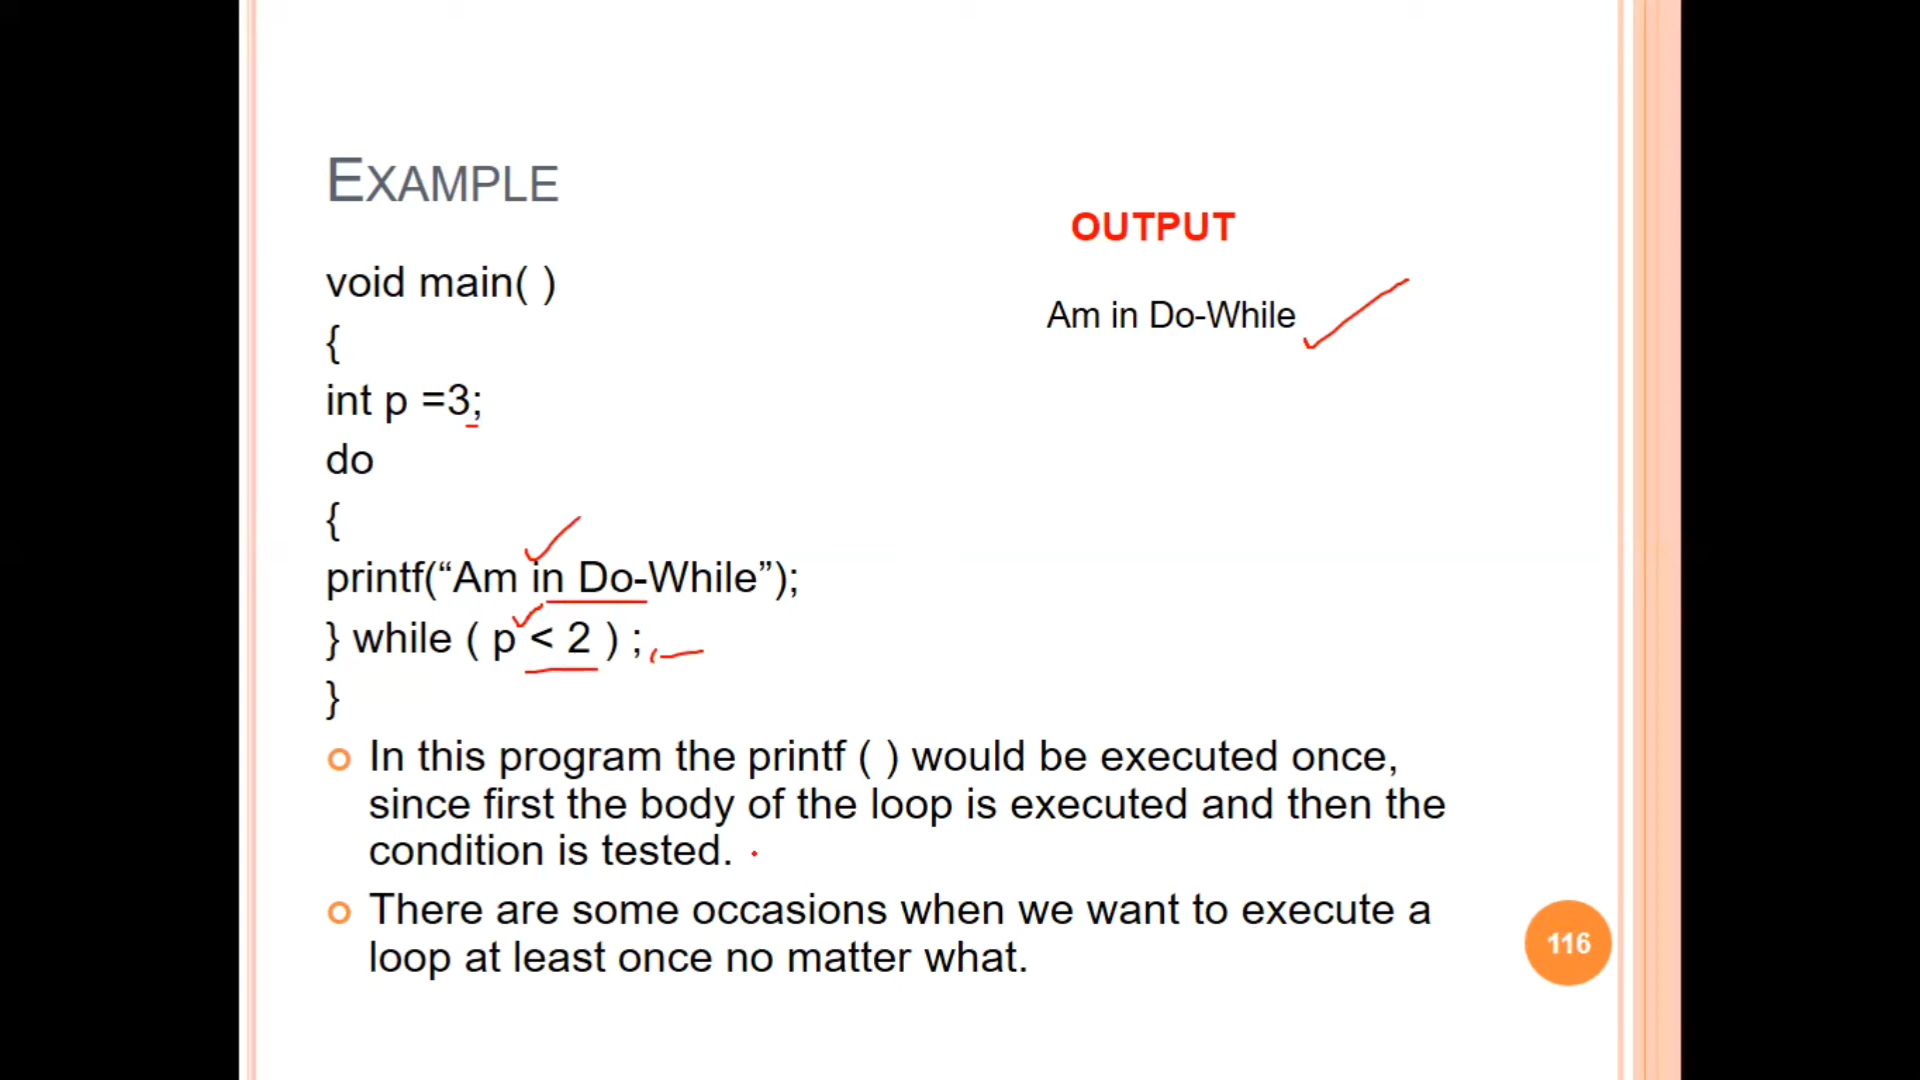 EXAMPLE
OUTPUT
void main( )
Am in Do-While
{
int p =3;
do
{
printf(“Am in Do-While”);
} while ( p < 2 ) ;
}
In this program the printf ( ) would be executed once,
since first the body of the loop is executed and then the
condition is tested.
There are some occasions when we want to execute a
loop at least once no matter what.
116